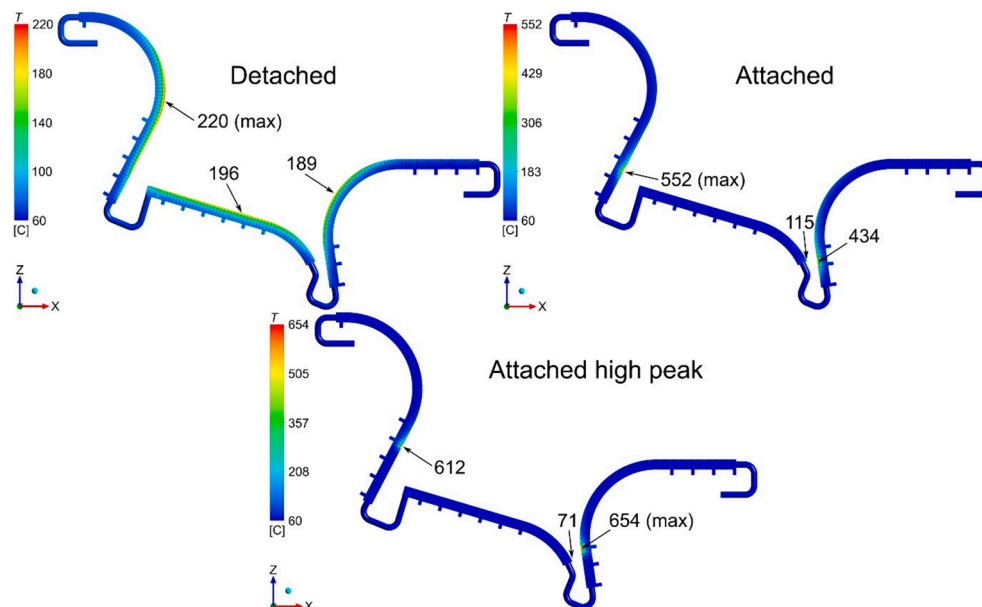 T
220
180
140
100
60
[C]
Detached
220 (max)
196
189
Z
X
T
552
429
306
183
60
[C]
Attached
552 (max)
115
434
Z
X
T
654
505
357
208
60
[C]
Attached high peak
612
71
654 (max)
Z
X